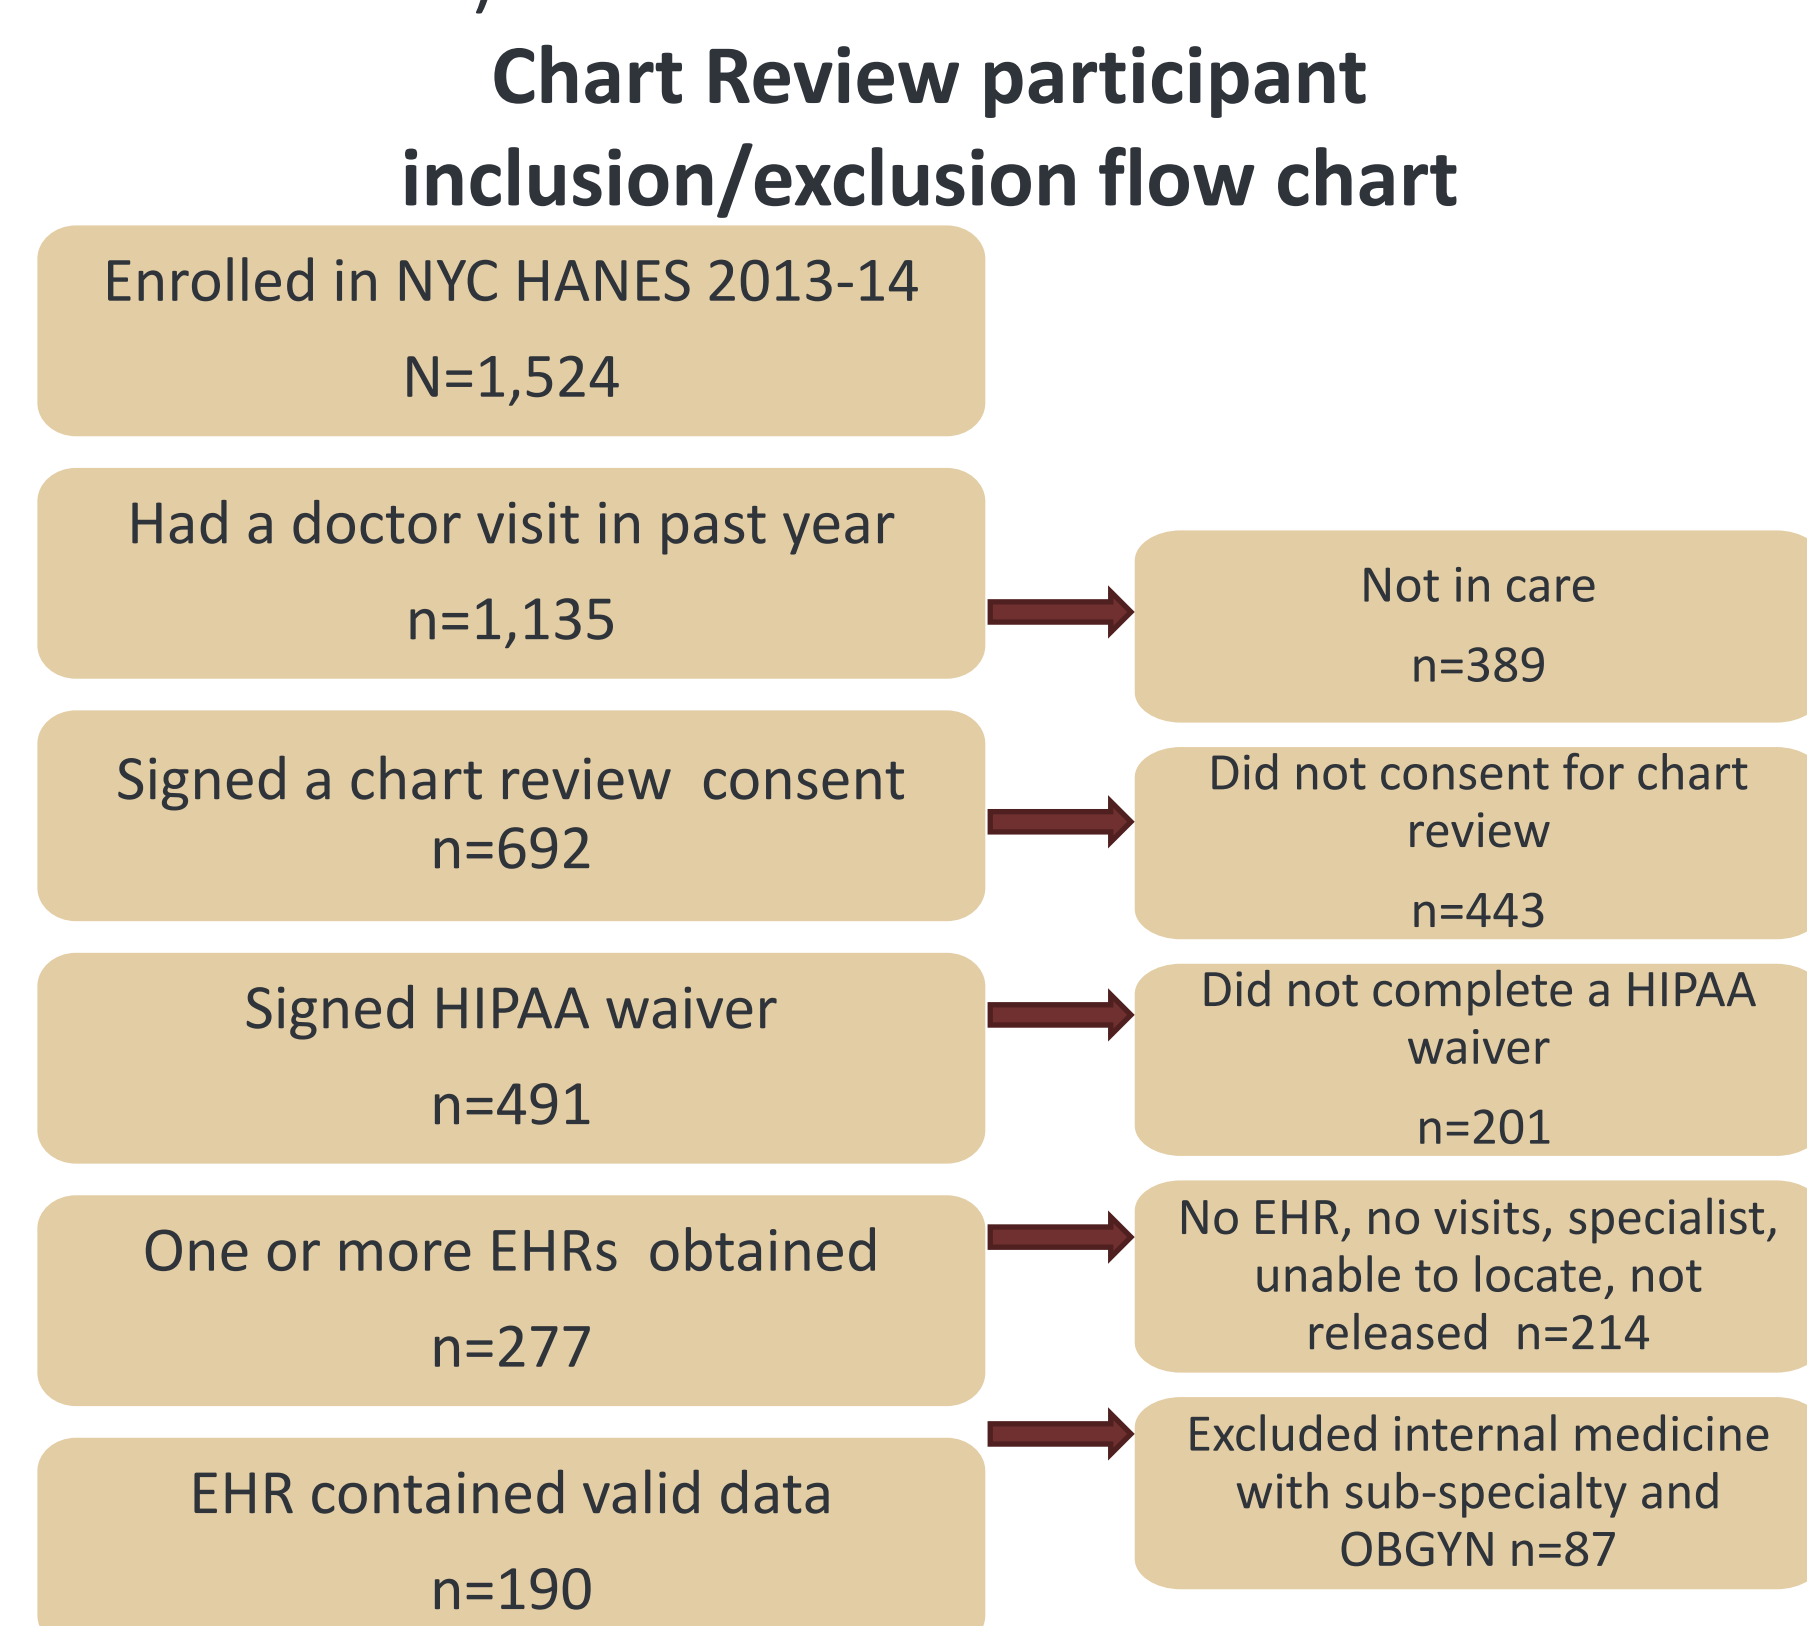 Chart Review participant
inclusion/exclusion flow chart
Enrolled in NYC HANES 2013-14
N=1,524
Had a doctor visit in past year
n=1,135
Not in care
n=389
Signed a chart review  consent
n=692
Did not consent for chart
review
n=443
Signed HIPAA waiver
n=491
Did not complete a HIPAA
waiver
n=201
One or more EHRs  obtained
n=277
No EHR, no visits, specialist,
unable to locate, not
released  n=214
EHR contained valid data
n=190
Excluded internal medicine
with sub-specialty and
OBGYN n=87